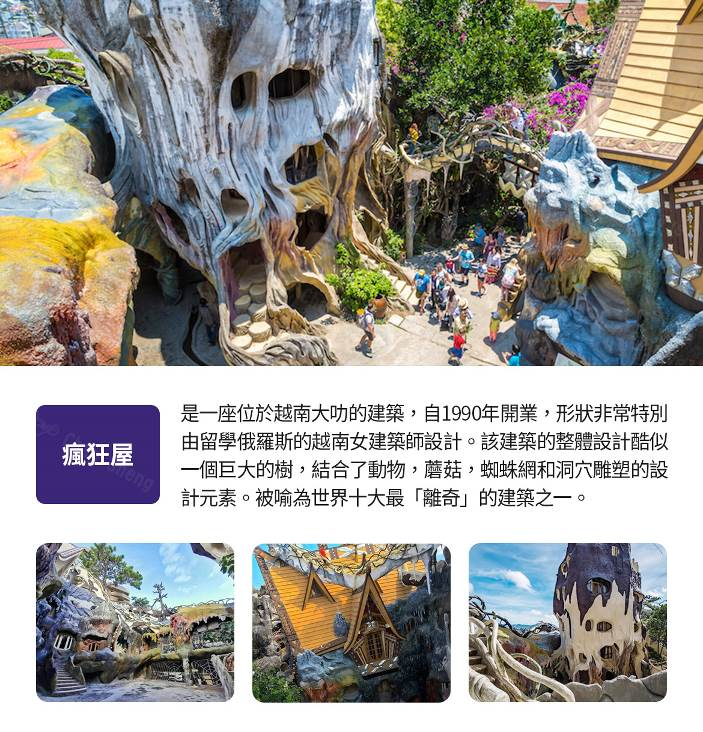 瘋狂屋
是一座位於越南大叻的建築，自1990年開業，形狀非常特別
由留學俄羅斯的越南女建築師設計。該建築的整體設計酷似
一個巨大的樹，結合了動物，蘑菇，蜘蛛網和洞穴雕塑的設
計元素。被喻為世界十大最「離奇」的建築之一。